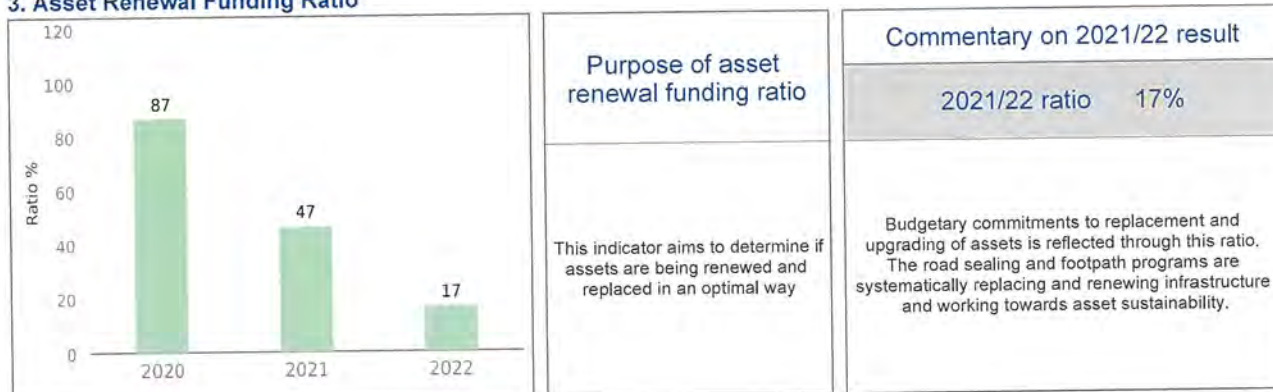 3. Asset Renewal Funding Ratio
120
100
80
60
40
20
0
Ratio %
87
47
17
2020
2021
2022
Purpose of asset
renewal funding ratio
This indicator aims to determine if
assets are being renewed and
replaced in an optimal way
Commentary on 2021/22 result
2021/22 ratio 17%
Budgetary commitments to replacement and
upgrading of assets is reflected through this ratio.
The road sealing and footpath programs are
systematically replacing and renewing infrastructure
and working towards asset sustainability.